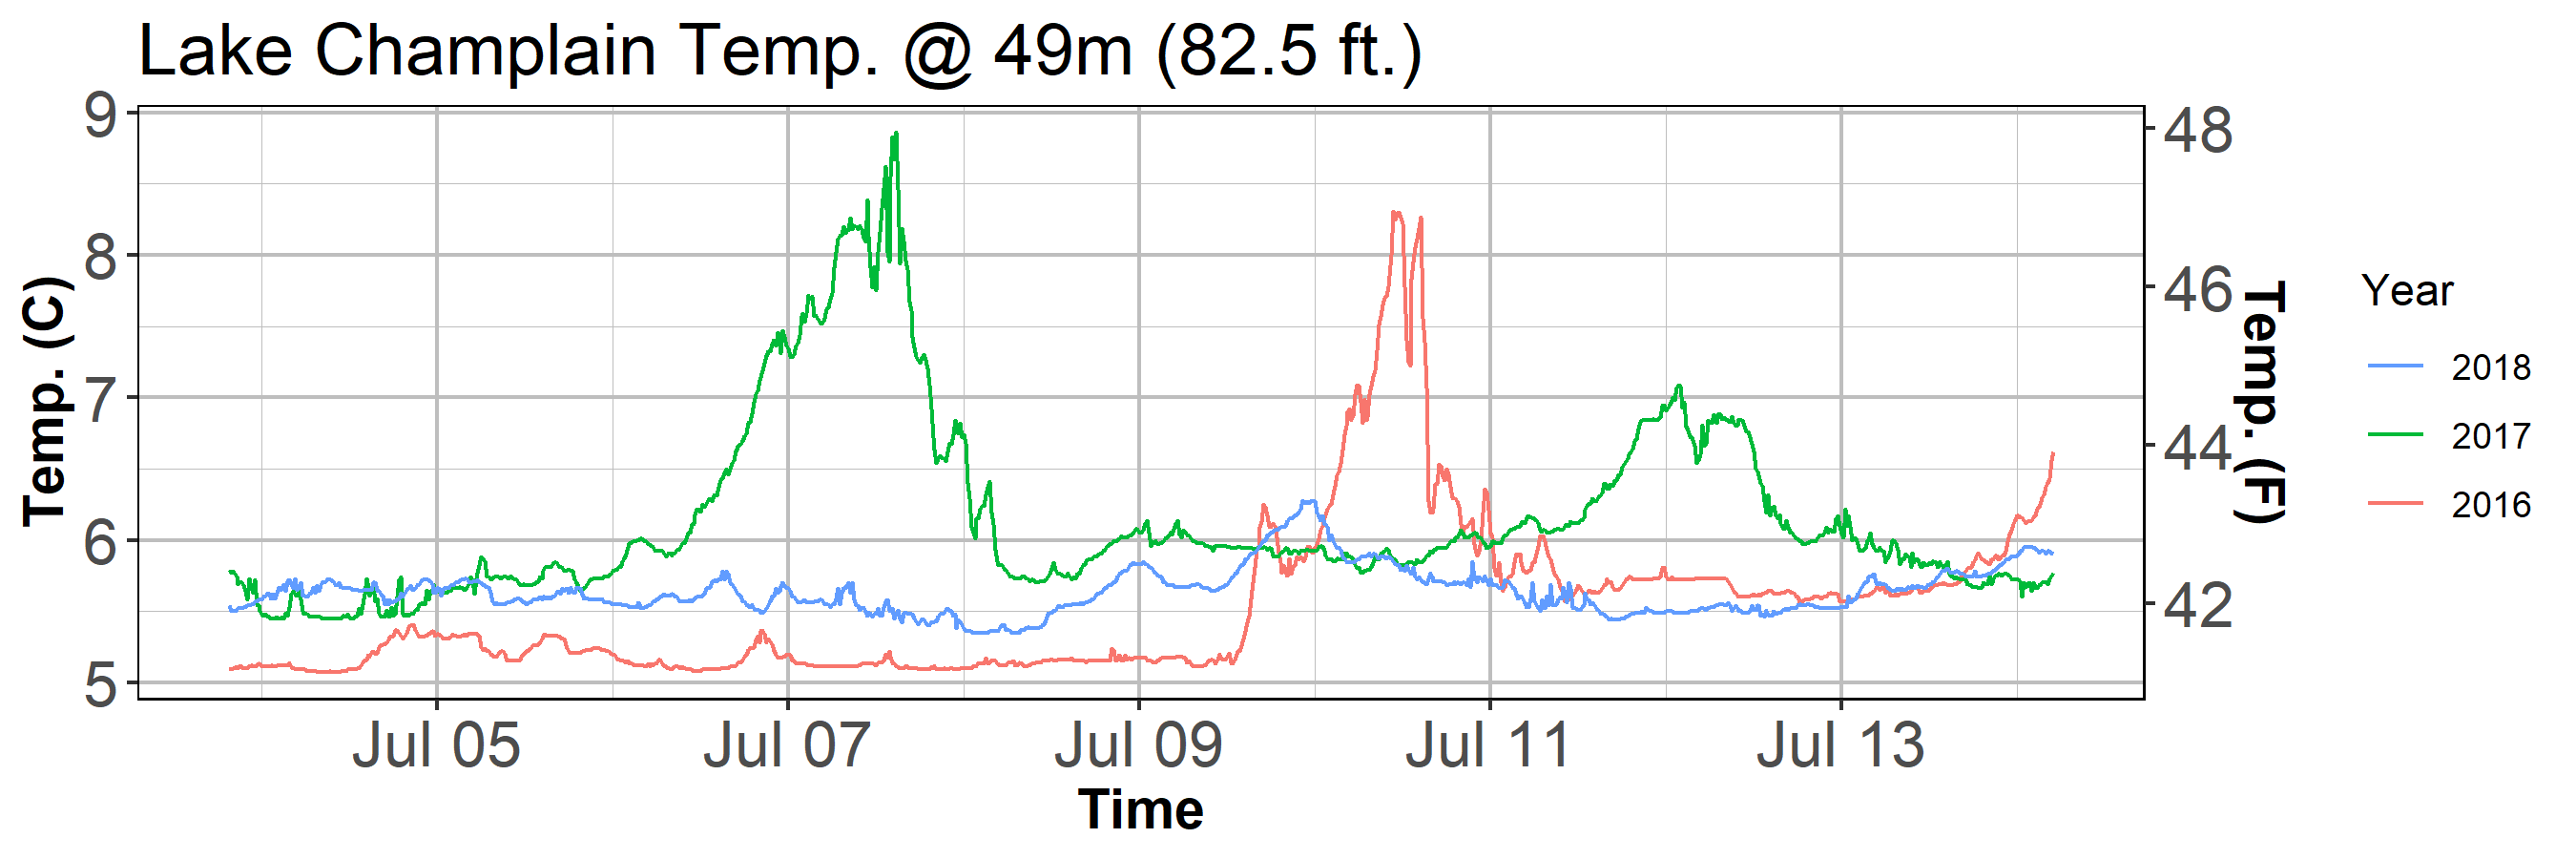 Lake Champlain Temp. @ 49m (82.5 ft.)
9
8
7
6
5
Temp. (C)
48
46
44
42
Temp. (F)
Jul 05 Jul 07 Jul 09 Jul 11 Jul 13
Time
Year
2018
2017
2016